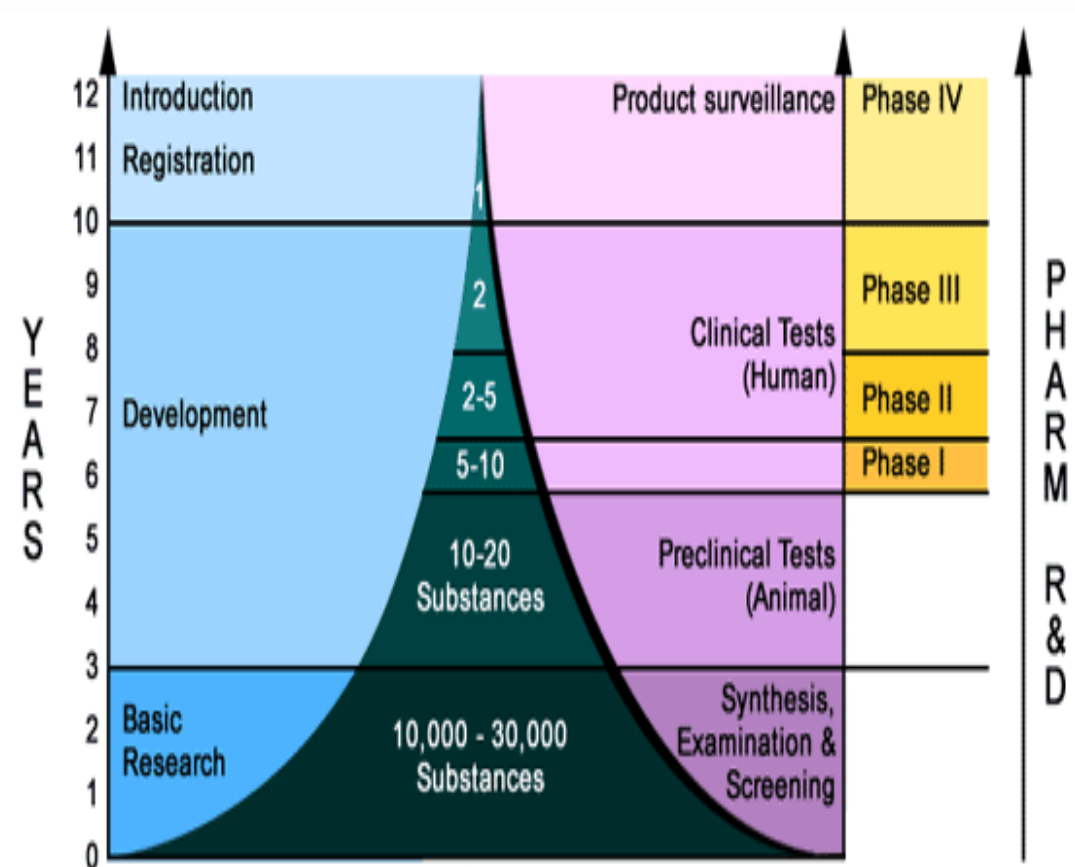 YEARS
12
11
10
9
8
7
6
5
4
3
2
1
0
Introduction
Registration
Development
Basic
Research
1
2
2-5
5-10
10-20
Substances
10,000 - 30,000
Substances
Product surveillance
Clinical Tests
(Human)
Preclinical Tests
(Animal)
Synthesis,
Examination &
Screening
Phase IV
Phase III
Phase II
Phase I
PHARM R&D